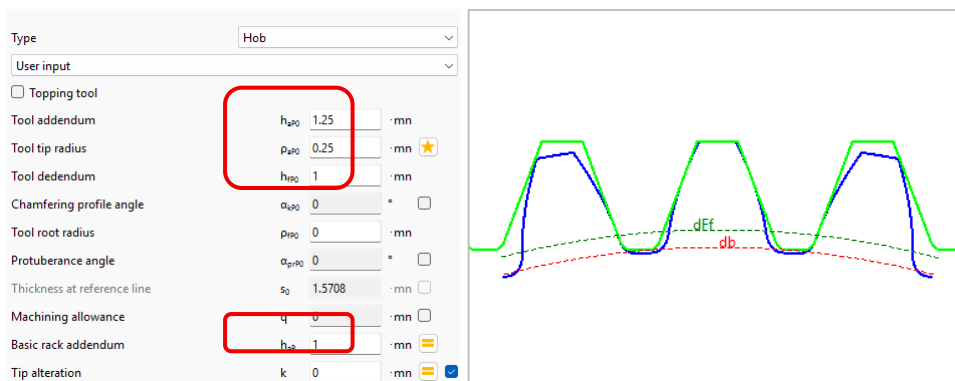 Type Hob
User input
Topping tool
Tool addendum haP0 1.25 ·mn
Tool tip radius ρaP0 0.25 ·mn
Tool dedendum hfP0 1 ·mn
Chamfering profile angle αkP0 0 °
Tool root radius ρfP0 0 ·mn
Protuberance angle αprP0 0 °
Thickness at reference line s0 1.5708 ·mn
Machining allowance q 0 ·mn
Basic rack addendum haP 1 ·mn
Tip alteration k 0 ·mn
dFf
db